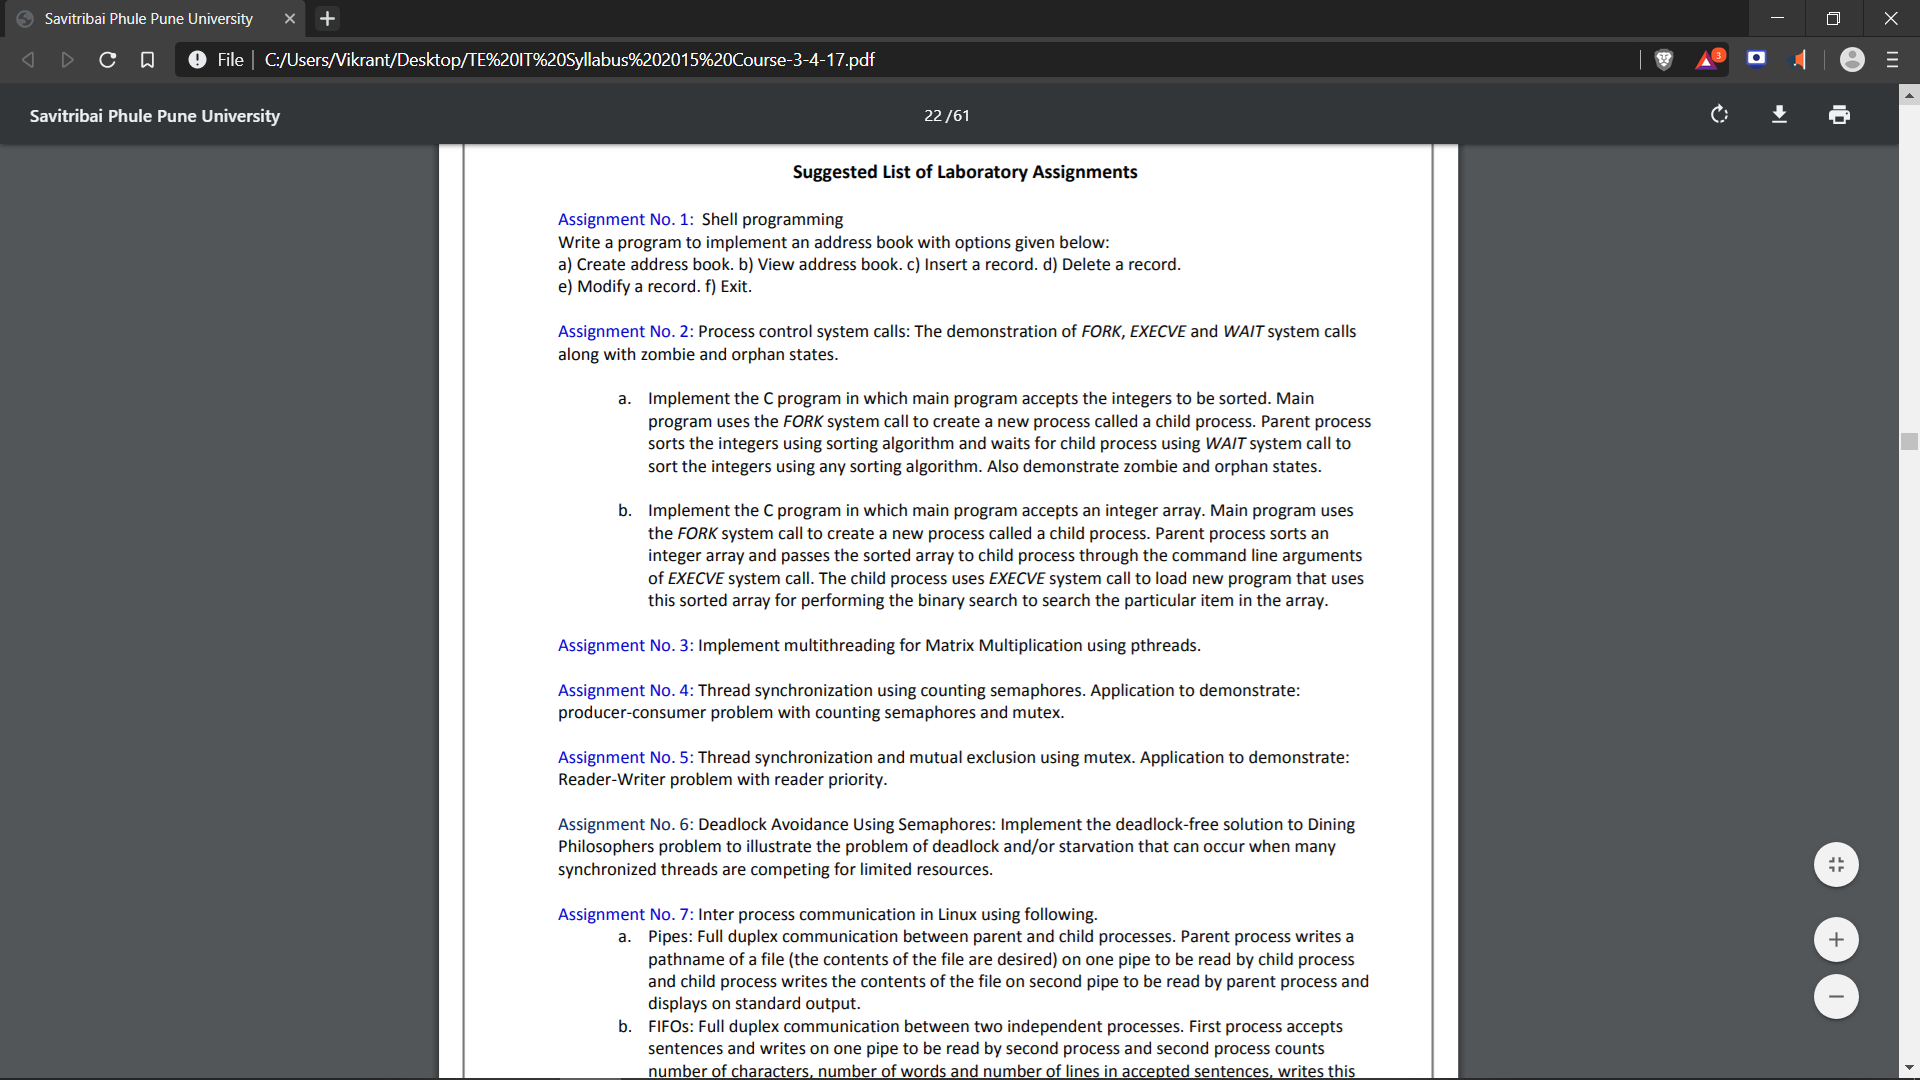 Savitribai Phule Pune University
File | C:/Users/Vikrant/Desktop/TE%20IT%20Syllabus%202015%20Course-3-4-17.pdf
3
Savitribai Phule Pune University
22 /61
Suggested List of Laboratory Assignments
Assignment No. 1: Shell programming
Write a program to implement an address book with options given below:
a) Create address book. b) View address book. c) Insert a record. d) Delete a record.
e) Modify a record. f) Exit.
Assignment No. 2: Process control system calls: The demonstration of FORK, EXECVE and WAIT system calls
along with zombie and orphan states.
a. Implement the C program in which main program accepts the integers to be sorted. Main
program uses the FORK system call to create a new process called a child process. Parent process
sorts the integers using sorting algorithm and waits for child process using WAIT system call to
sort the integers using any sorting algorithm. Also demonstrate zombie and orphan states.
b. Implement the C program in which main program accepts an integer array. Main program uses
the FORK system call to create a new process called a child process. Parent process sorts an
integer array and passes the sorted array to child process through the command line arguments
of EXECVE system call. The child process uses EXECVE system call to load new program that uses
this sorted array for performing the binary search to search the particular item in the array.
Assignment No. 3: Implement multithreading for Matrix Multiplication using pthreads.
Assignment No. 4: Thread synchronization using counting semaphores. Application to demonstrate:
producer-consumer problem with counting semaphores and mutex.
Assignment No. 5: Thread synchronization and mutual exclusion using mutex. Application to demonstrate:
Reader-Writer problem with reader priority.
Assignment No. 6: Deadlock Avoidance Using Semaphores: Implement the deadlock-free solution to Dining
Philosophers problem to illustrate the problem of deadlock and/or starvation that can occur when many
synchronized threads are competing for limited resources.
Assignment No. 7: Inter process communication in Linux using following.
a. Pipes: Full duplex communication between parent and child processes. Parent process writes a
pathname of a file (the contents of the file are desired) on one pipe to be read by child process
and child process writes the contents of the file on second pipe to be read by parent process and
displays on standard output.
b. FIFOs: Full duplex communication between two independent processes. First process accepts
sentences and writes on one pipe to be read by second process and second process counts
number of characters, number of words and number of lines in accepted sentences, writes this